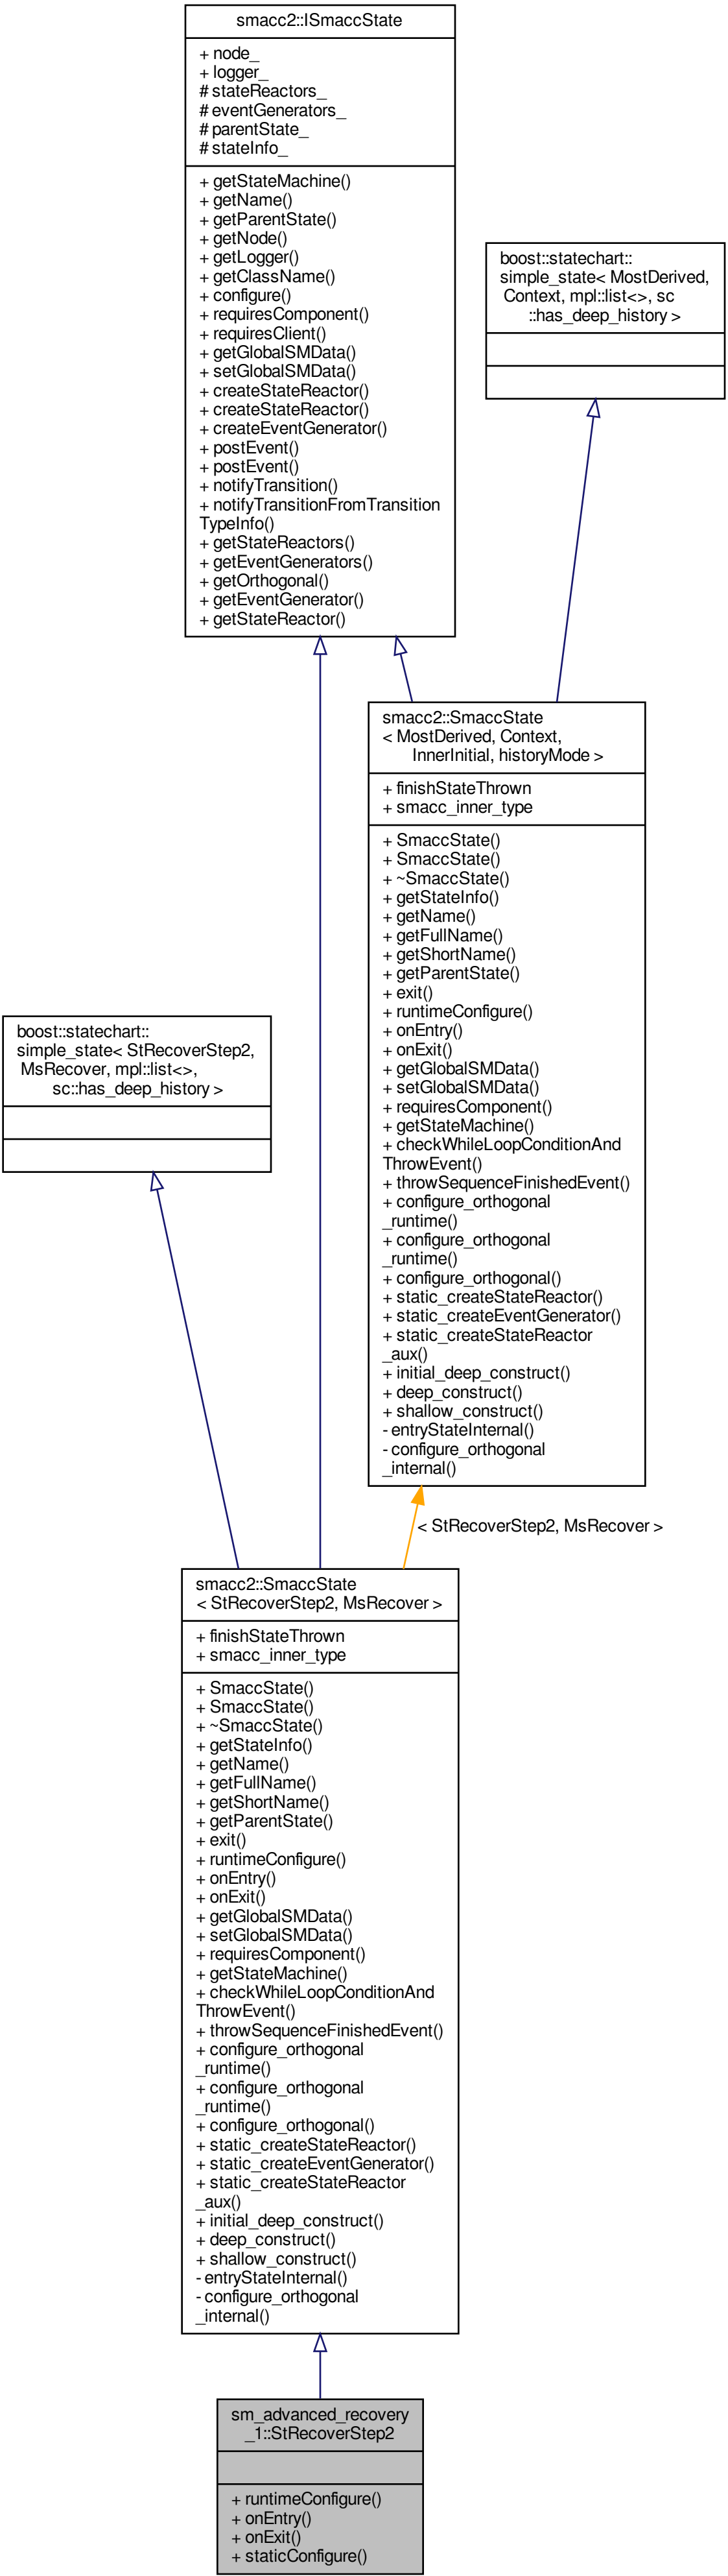 smacc2::ISmaccState
+ node_
+ logger_
# stateReactors_
# eventGenerators_
# parentState_
# stateInfo_
+ getStateMachine()
+ getName()
+ getParentState()
+ getNode()
+ getLogger()
+ getClassName()
+ configure()
+ requiresComponent()
+ requiresClient()
+ getGlobalSMData()
+ setGlobalSMData()
+ createStateReactor()
+ createStateReactor()
+ createEventGenerator()
+ postEvent()
+ postEvent()
+ notifyTransition()
+ notifyTransitionFromTransition
TypeInfo()
+ getStateReactors()
+ getEventGenerators()
+ getOrthogonal()
+ getEventGenerator()
+ getStateReactor()
boost::statechart::
simple_state< MostDerived,
Context, mpl::list<>, sc
::has_deep_history >
smacc2::SmaccState
< MostDerived, Context,
InnerInitial, historyMode >
+ finishStateThrown
+ smacc_inner_type
+ SmaccState()
+ SmaccState()
+ ~SmaccState()
+ getStateInfo()
+ getName()
+ getFullName()
+ getShortName()
+ getParentState()
+ exit()
+ runtimeConfigure()
+ onEntry()
+ onExit()
+ getGlobalSMData()
+ setGlobalSMData()
+ requiresComponent()
+ getStateMachine()
+ checkWhileLoopConditionAnd
ThrowEvent()
+ throwSequenceFinishedEvent()
+ configure_orthogonal
_runtime()
+ configure_orthogonal
_runtime()
+ configure_orthogonal()
+ static_createStateReactor()
+ static_createEventGenerator()
+ static_createStateReactor
_aux()
+ initial_deep_construct()
+ deep_construct()
+ shallow_construct()
- entryStateInternal()
- configure_orthogonal
_internal()
boost::statechart::
simple_state< StRecoverStep2,
MsRecover, mpl::list<>,
sc::has_deep_history >
< StRecoverStep2, MsRecover >
smacc2::SmaccState
< StRecoverStep2, MsRecover >
+ finishStateThrown
+ smacc_inner_type
+ SmaccState()
+ SmaccState()
+ ~SmaccState()
+ getStateInfo()
+ getName()
+ getFullName()
+ getShortName()
+ getParentState()
+ exit()
+ runtimeConfigure()
+ onEntry()
+ onExit()
+ getGlobalSMData()
+ setGlobalSMData()
+ requiresComponent()
+ getStateMachine()
+ checkWhileLoopConditionAnd
ThrowEvent()
+ throwSequenceFinishedEvent()
+ configure_orthogonal
_runtime()
+ configure_orthogonal
_runtime()
+ configure_orthogonal()
+ static_createStateReactor()
+ static_createEventGenerator()
+ static_createStateReactor
_aux()
+ initial_deep_construct()
+ deep_construct()
+ shallow_construct()
- entryStateInternal()
- configure_orthogonal
_internal()
sm_advanced_recovery
_1::StRecoverStep2
+ runtimeConfigure()
+ onEntry()
+ onExit()
+ staticConfigure()